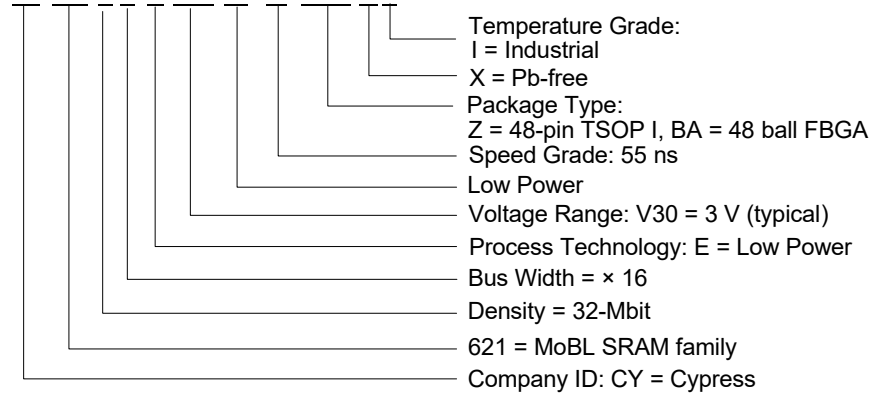 Temperature Grade:
I = Industrial
X = Pb-free
Package Type:
Z = 48-pin TSOP I, BA = 48 ball FBGA
Speed Grade: 55 ns
Low Power
Voltage Range: V30 = 3 V (typical)
Process Technology: E = Low Power
Bus Width = × 16
Density = 32-Mbit
621 = MoBL SRAM family
Company ID: CY = Cypress